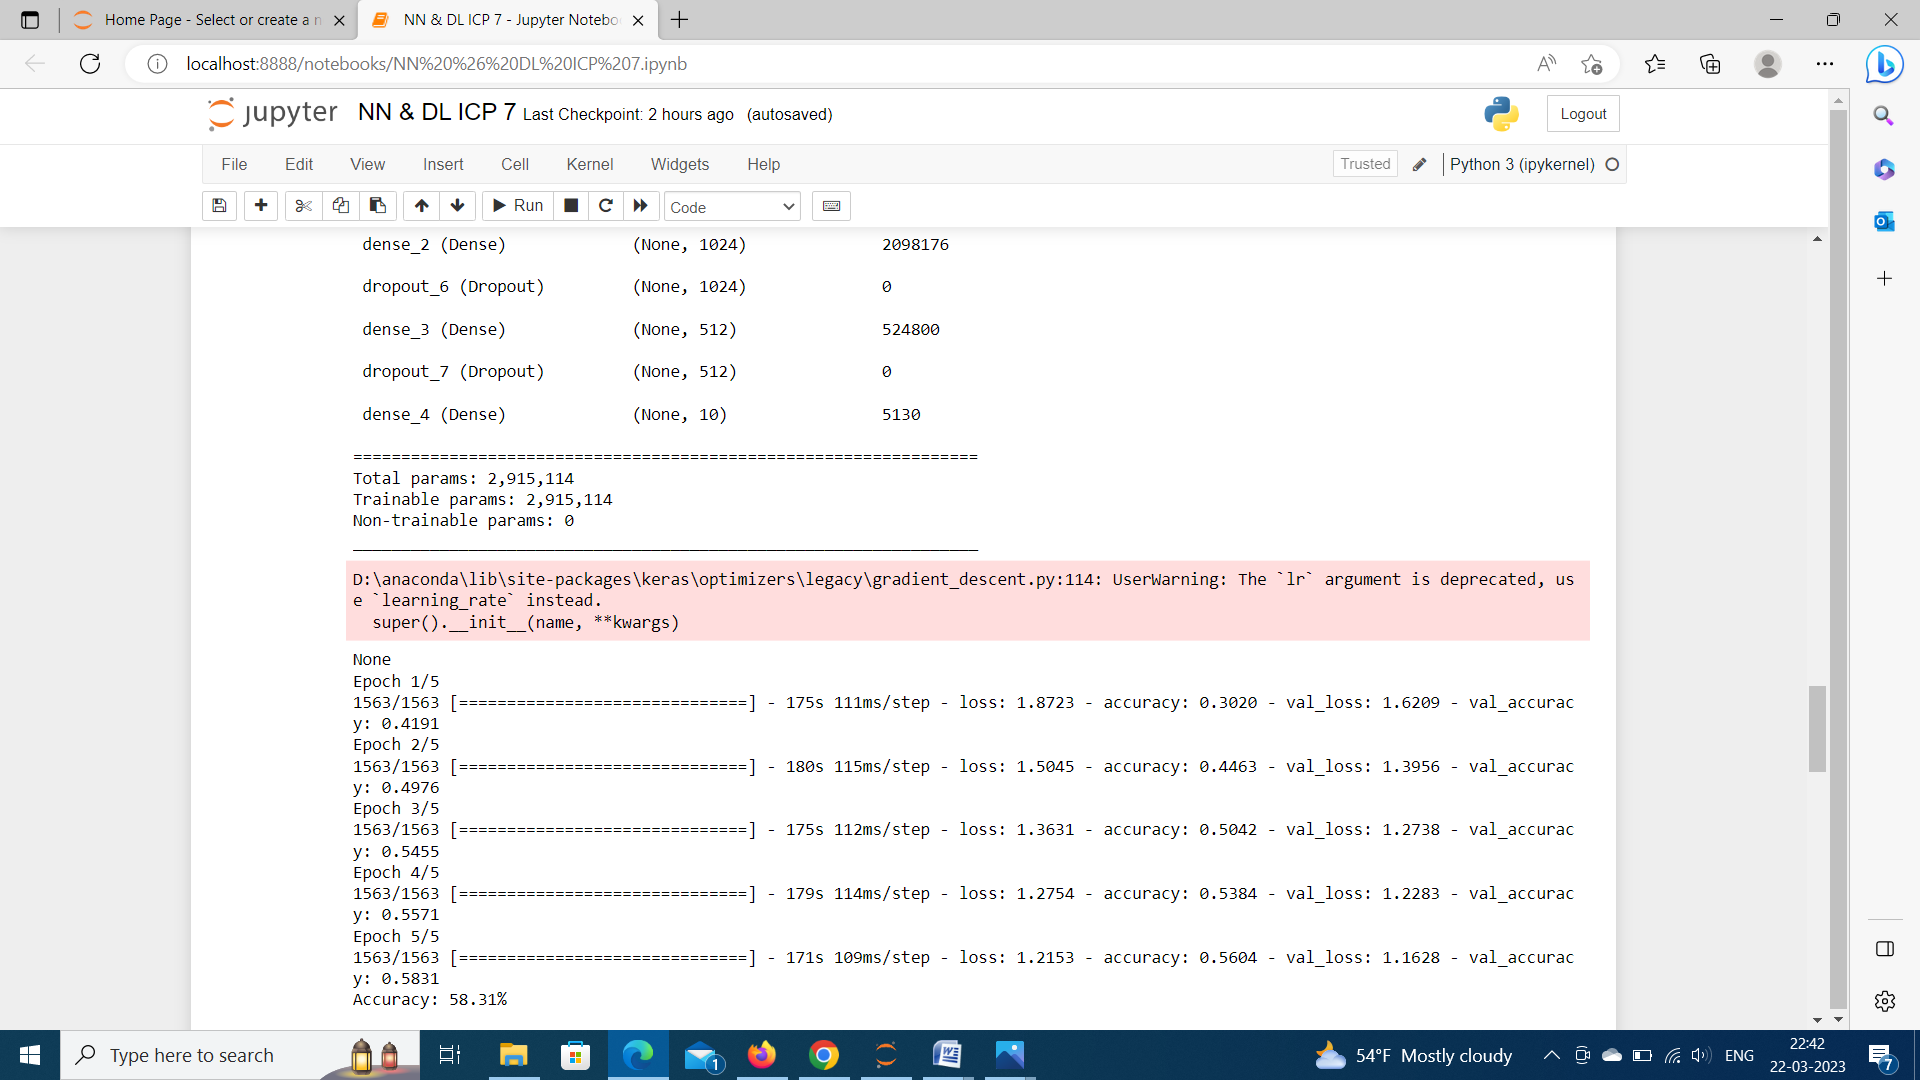 Home Page - Select or create a n
NN & DL ICP 7 - Jupyter Notebo
localhost:8888/notebooks/NN%20%26%20DL%20ICP%207.ipynb
jupyter NN & DL ICP 7 Last Checkpoint: 2 hours ago (autosaved)
Logout
File Edit View Insert Cell Kernel Widgets Help
Trusted Python 3 (ipykernel)
Run Code
dense_2 (Dense) (None, 1024) 2098176
dropout_6 (Dropout) (None, 1024) 0
dense_3 (Dense) (None, 512) 524800
dropout_7 (Dropout) (None, 512) 0
dense_4 (Dense) (None, 10) 5130
=================================================================
Total params: 2,915,114
Trainable params: 2,915,114
Non-trainable params: 0
_________________________________________________________________
D:\anaconda\lib\site-packages\keras\optimizers\legacy\gradient_descent.py:114: UserWarning: The `lr` argument is deprecated, us
e `learning_rate` instead.
super().__init__(name, **kwargs)
None
Epoch 1/5
1563/1563 [==============================] - 175s 111ms/step - loss: 1.8723 - accuracy: 0.3020 - val_loss: 1.6209 - val_accurac
y: 0.4191
Epoch 2/5
1563/1563 [==============================] - 180s 115ms/step - loss: 1.5045 - accuracy: 0.4463 - val_loss: 1.3956 - val_accurac
y: 0.4976
Epoch 3/5
1563/1563 [==============================] - 175s 112ms/step - loss: 1.3631 - accuracy: 0.5042 - val_loss: 1.2738 - val_accurac
y: 0.5455
Epoch 4/5
1563/1563 [==============================] - 179s 114ms/step - loss: 1.2754 - accuracy: 0.5384 - val_loss: 1.2283 - val_accurac
y: 0.5571
Epoch 5/5
1563/1563 [==============================] - 171s 109ms/step - loss: 1.2153 - accuracy: 0.5604 - val_loss: 1.1628 - val_accurac
y: 0.5831
Accuracy: 58.31%
Type here to search
1
54°F Mostly cloudy
ENG
22:42
22-03-2023
7